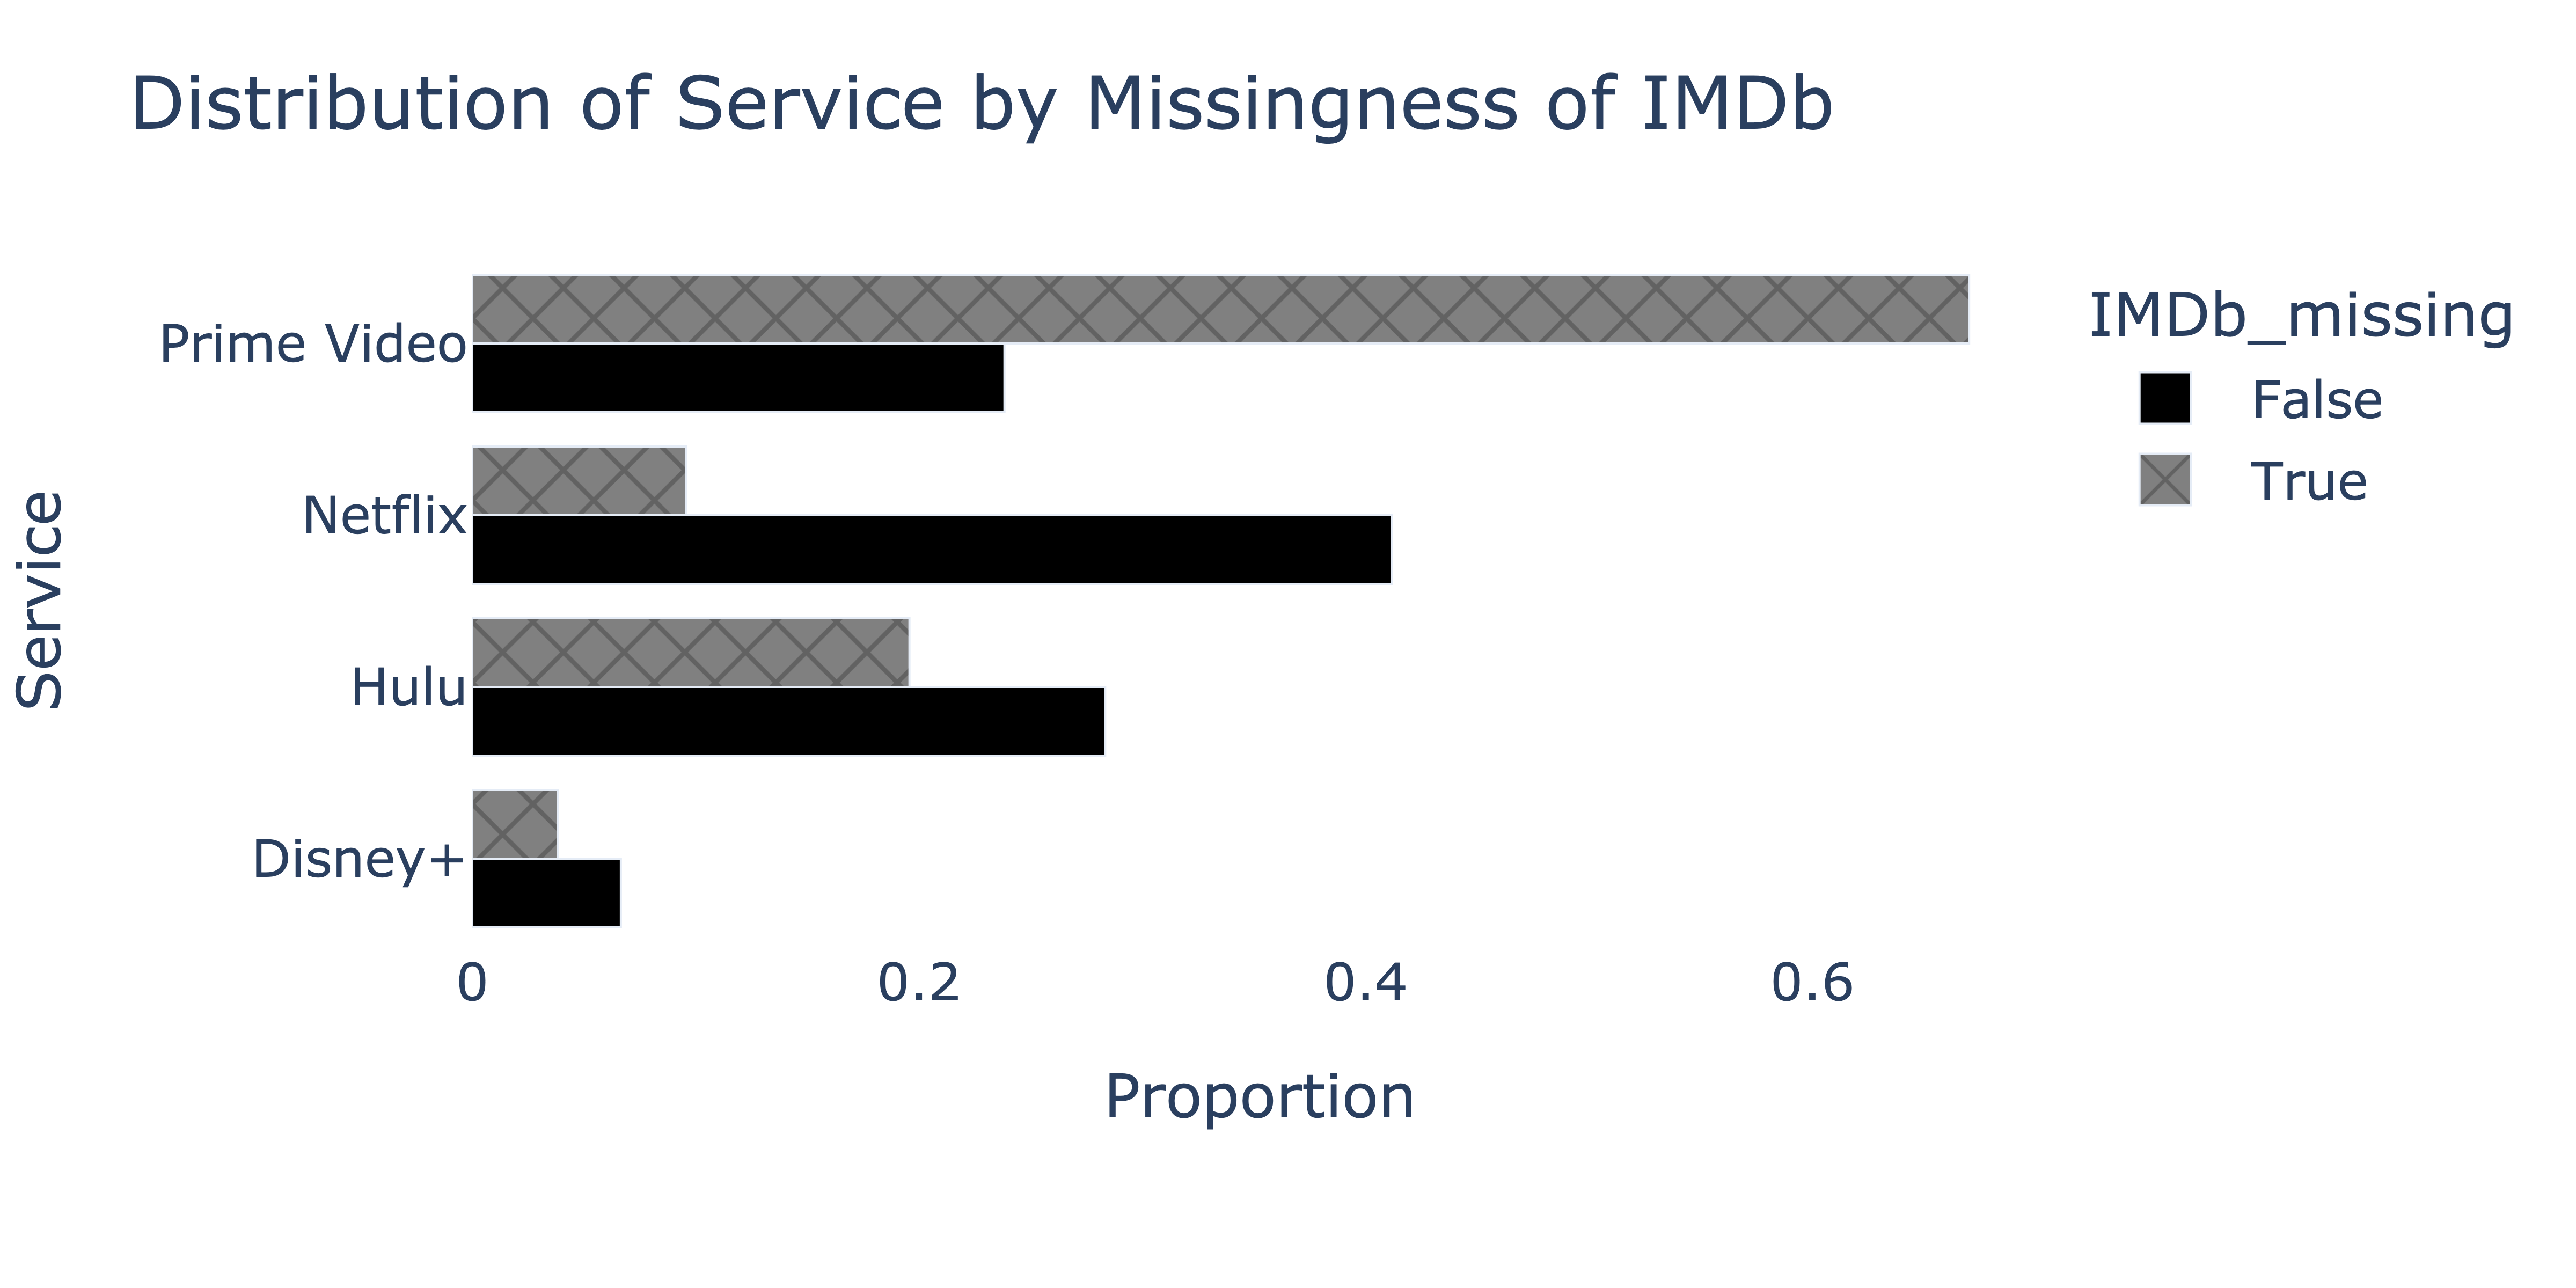 Distribution of Service by Missingness of IMDb
Service
Prime Video
Netflix
Hulu
Disney+
0 0.2 0.4 0.6
Proportion
IMDb_missing
False
True